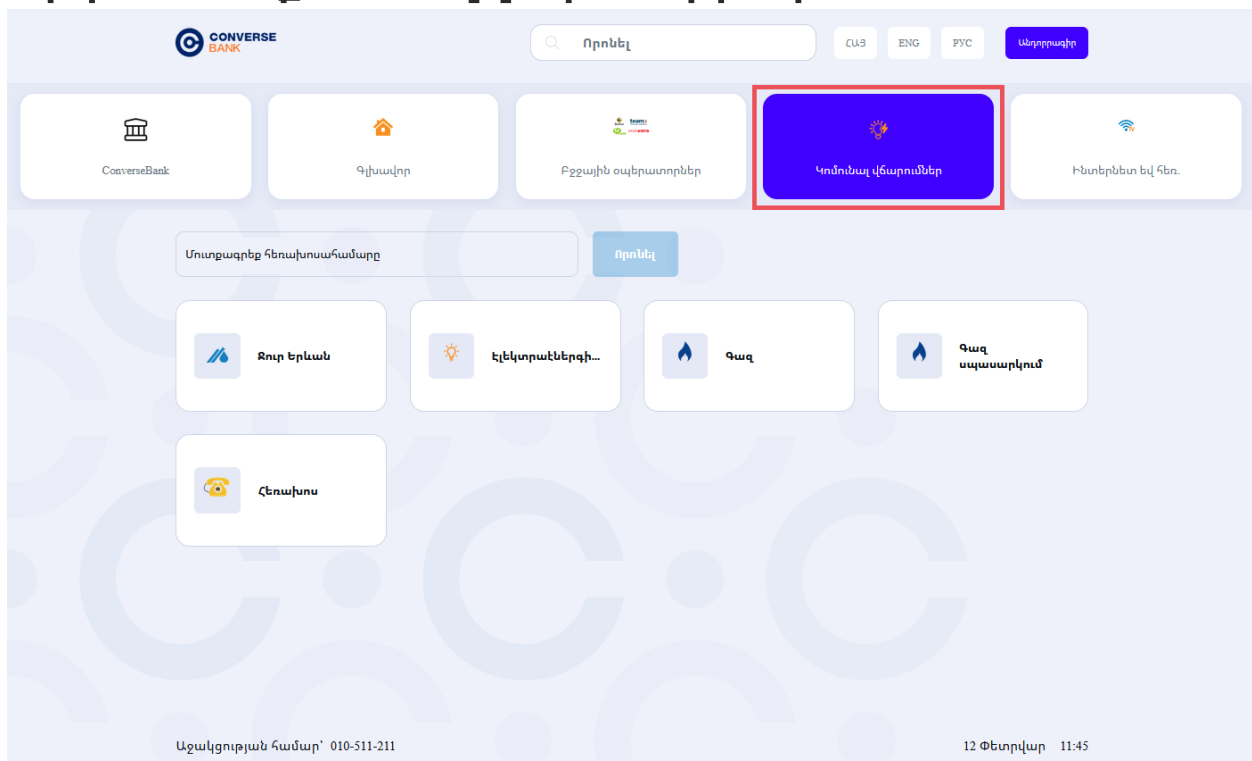 CONVERSE
BANK
Որոնել
ՀԱՅ
ENG
РУС
Անդորրագիր
ConverseBank
Գլխավոր
Բջջային օպերատորներ
Կոմունալ վճարումներ
Ինտերնետ եվ հեռ.
Մուտքագրեք հեռախոսահամարը
Որոնել
Ջուր Երևան
Էլեկտրաէներգի...
Գազ
Գազ
սպասարկում
Հեռախոս
Աջակցության համար՝ 010-511-211
12 Փետրվար 11:45